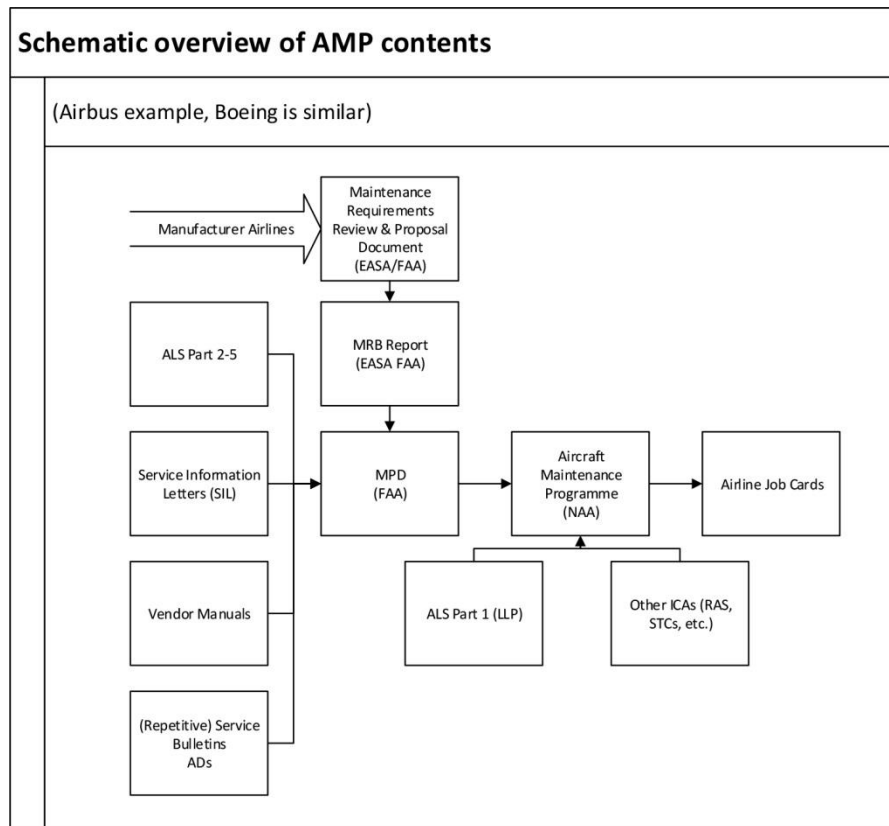 Schematic overview of AMP contents
(Airbus example, Boeing is similar)
Manufacturer Airlines
Maintenance
Requirements
Review & Proposal
Document
(EASA/FAA)
ALS Part 2-5
MRB Report
(EASA FAA)
Service Information
Letters (SIL)
MPD
(FAA)
Aircraft
Maintenance
Programme
(NAA)
Airline Job Cards
Vendor Manuals
ALS Part 1 (LLP)
Other ICAs (RAS,
STCs, etc.)
(Repetitive) Service
Bulletins
ADs